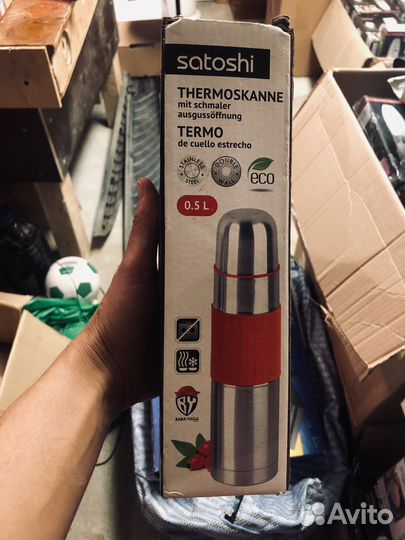 satoshi
THERMOSKANNE
mit schmaler
ausgussöffnung
TERMO
de cuello estrecho
STAINLESS
STEEL
DOUBLE
WALL
eco
0.5 L
BY
BABA-YAGA
Avito